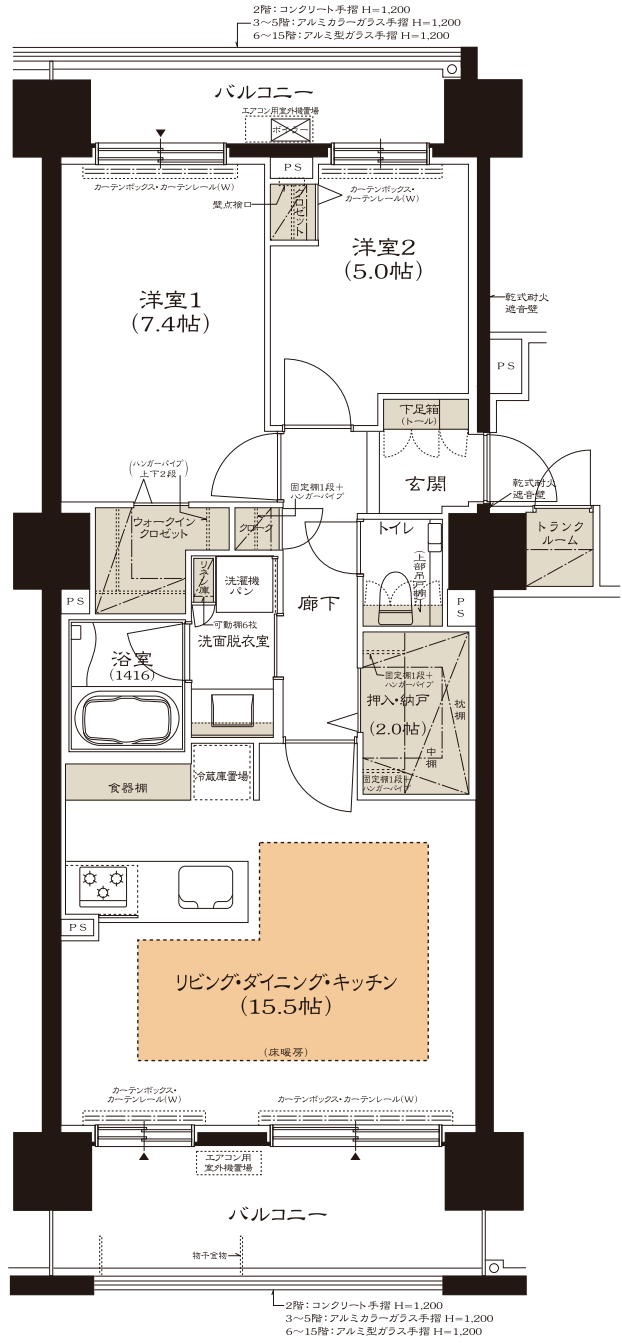 2階：コンクリート手摺 H=1,200
3〜5階：アルミカラーガラス手摺 H=1,200
6〜15階：アルミ型ガラス手摺 H=1,200
バルコニー
エアコン用室外機置場
ボイラー
PS
カーテンボックス・カーテンレール(W)
カーテンボックス・
カーテンレール(W)
壁点検口
クロゼット
洋室2
(5.0帖)
洋室1
(7.4帖)
乾式耐火
遮音壁
PS
下足箱
(トール)
玄関
(ハンガーパイプ
上下2段)
固定棚1段+
ハンガーパイプ
乾式耐火
遮音壁
ウォークイン
クロゼット
クローク
トイレ
トランク
ルーム
(上部吊戸棚)
リネン庫
洗濯機
パン
廊下
PS
PS
可動棚6枚
洗面脱衣室
浴室
(1416)
固定棚1段+
ハンガーパイプ
押入・納戸
(2.0帖)
枕棚
中棚
固定棚1段+
ハンガーパイプ
冷蔵庫置場
食器棚
PS
リビング・ダイニング・キッチン
(15.5帖)
(床暖房)
カーテンボックス・
カーテンレール(W)
カーテンボックス・カーテンレール(W)
エアコン用
室外機置場
バルコニー
物干金物
2階：コンクリート手摺 H=1,200
3〜5階：アルミカラーガラス手摺 H=1,200
6〜15階：アルミ型ガラス手摺 H=1,200